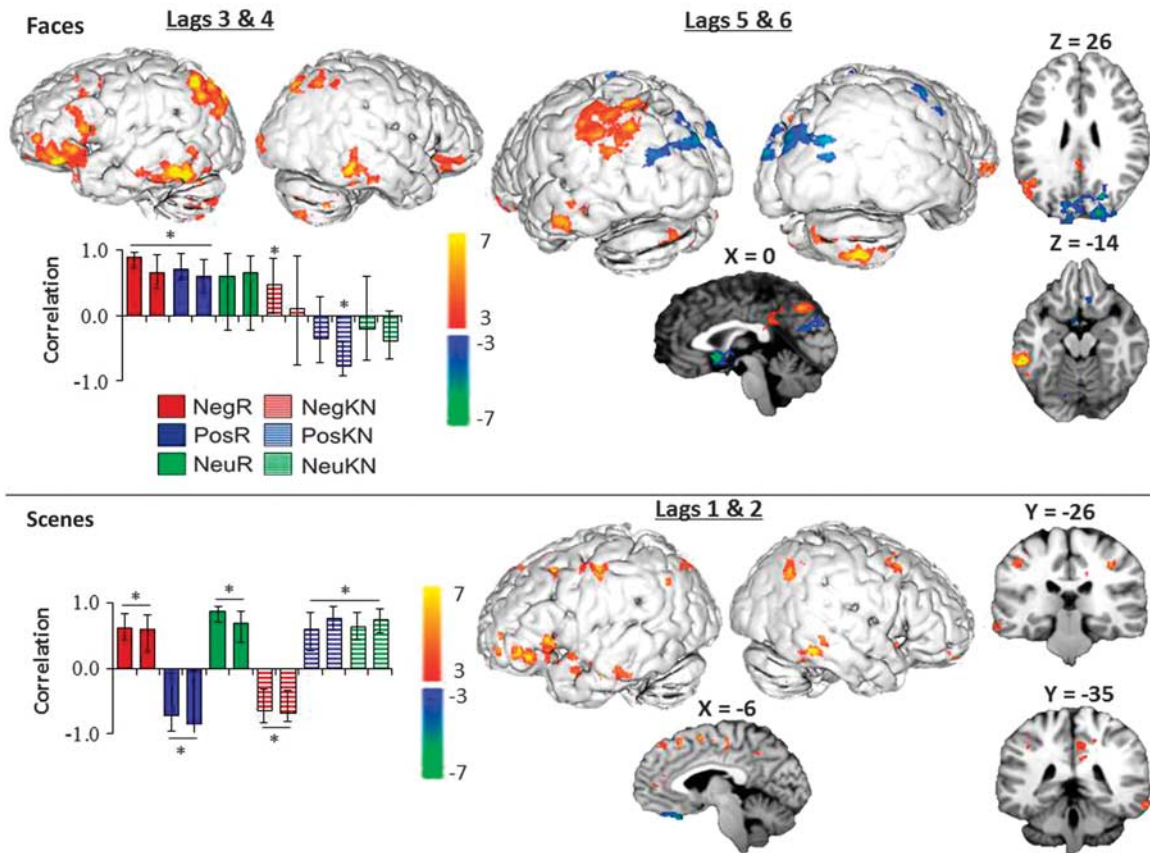 Faces
Lags 3 & 4
Lags 5 & 6
Z = 26
*
*
*
1.0
0.0
-1.0
Correlation
7
3
-3
-7
X = 0
Z = -14
NegR
NegKN
PosR
PosKN
NeuR
NeuKN
Scenes
Lags 1 & 2
Y = -26
*
*
*
*
*
1.0
0.0
-1.0
Correlation
7
3
-3
-7
X = -6
Y = -35